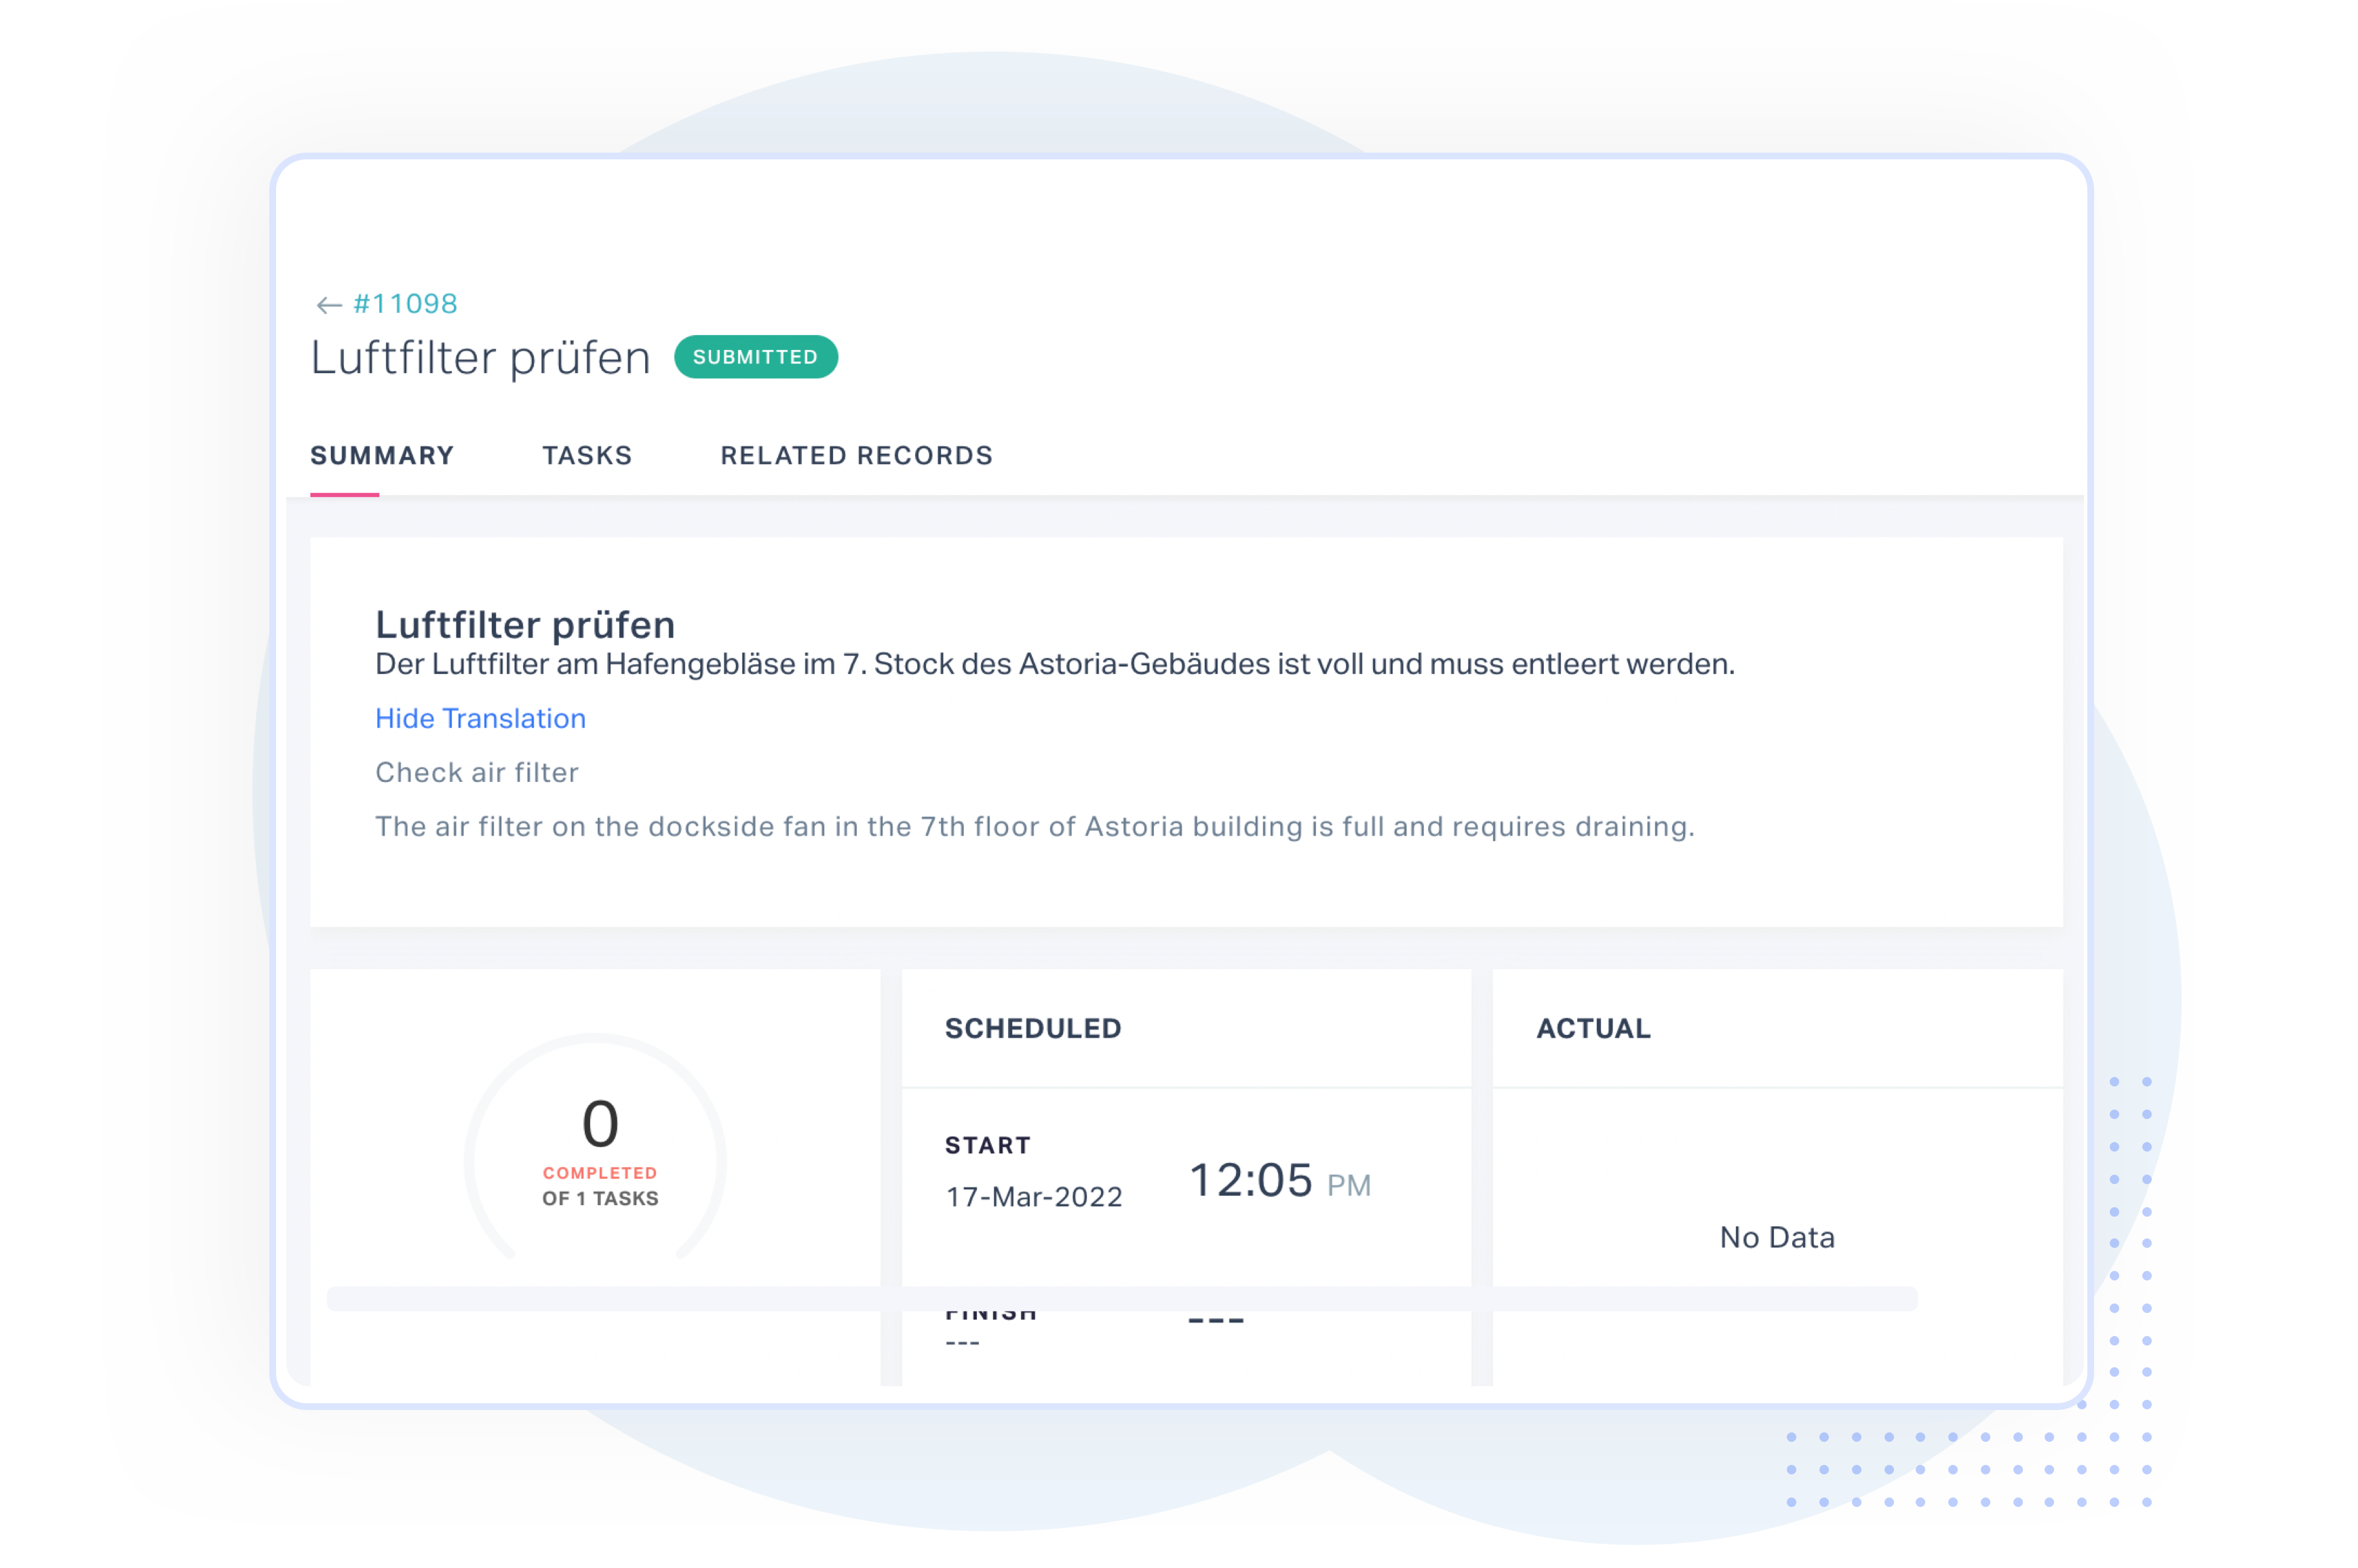 ← #11098
Luftfilter prüfen SUBMITTED
SUMMARY TASKS RELATED RECORDS
Luftfilter prüfen
Der Luftfilter am Hafengebläse im 7. Stock des Astoria-Gebäudes ist voll und muss entleert werden.
Hide Translation
Check air filter
The air filter on the dockside fan in the 7th floor of Astoria building is full and requires draining.
0
COMPLETED
OF 1 TASKS
SCHEDULED
START
17-Mar-2022
12:05 PM
FINISH
---
---
ACTUAL
No Data